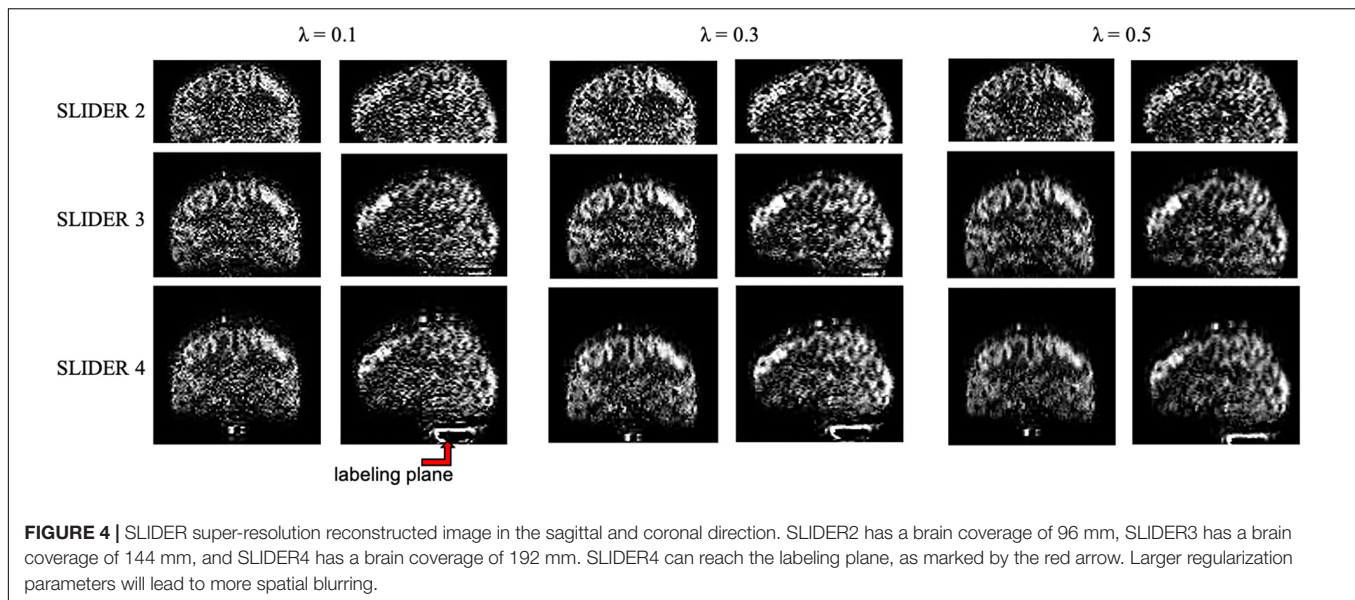 λ = 0.1
λ = 0.3
λ = 0.5
SLIDER 2
SLIDER 3
SLIDER 4
labeling plane
FIGURE 4 | SLIDER super-resolution reconstructed image in the sagittal and coronal direction. SLIDER2 has a brain coverage of 96 mm, SLIDER3 has a brain
coverage of 144 mm, and SLIDER4 has a brain coverage of 192 mm. SLIDER4 can reach the labeling plane, as marked by the red arrow. Larger regularization
parameters will lead to more spatial blurring.